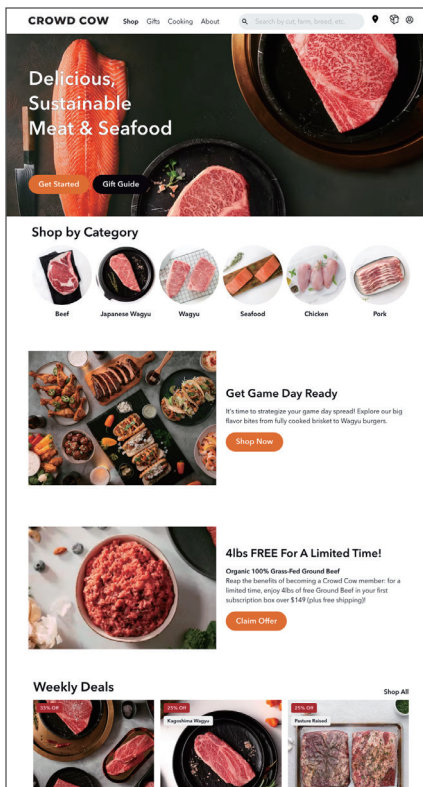 CROWD COW
Shop Gifts Cooking About
Search by cut, farm, breed, etc.
Delicious,
Sustainable
Meat & Seafood
Get Started Gift Guide
Shop by Category
Beef Japanese Wagyu Wagyu Seafood Chicken Pork
Get Game Day Ready
It's time to strategize your game day spread! Explore our big
flavor bites from fully cooked brisket to Wagyu burgers.
Shop Now
4lbs FREE For A Limited Time!
Organic 100% Grass-Fed Ground Beef
Reap the benefits of becoming a Crowd Cow member: for a
limited time, enjoy 4lbs of free Ground Beef in your first
subscription box over $149 (plus free shipping)!
Claim Offer
Weekly Deals
Shop All
35% Off 25% Off 25% Off
Kagoshima Wagyu Pasture Raised